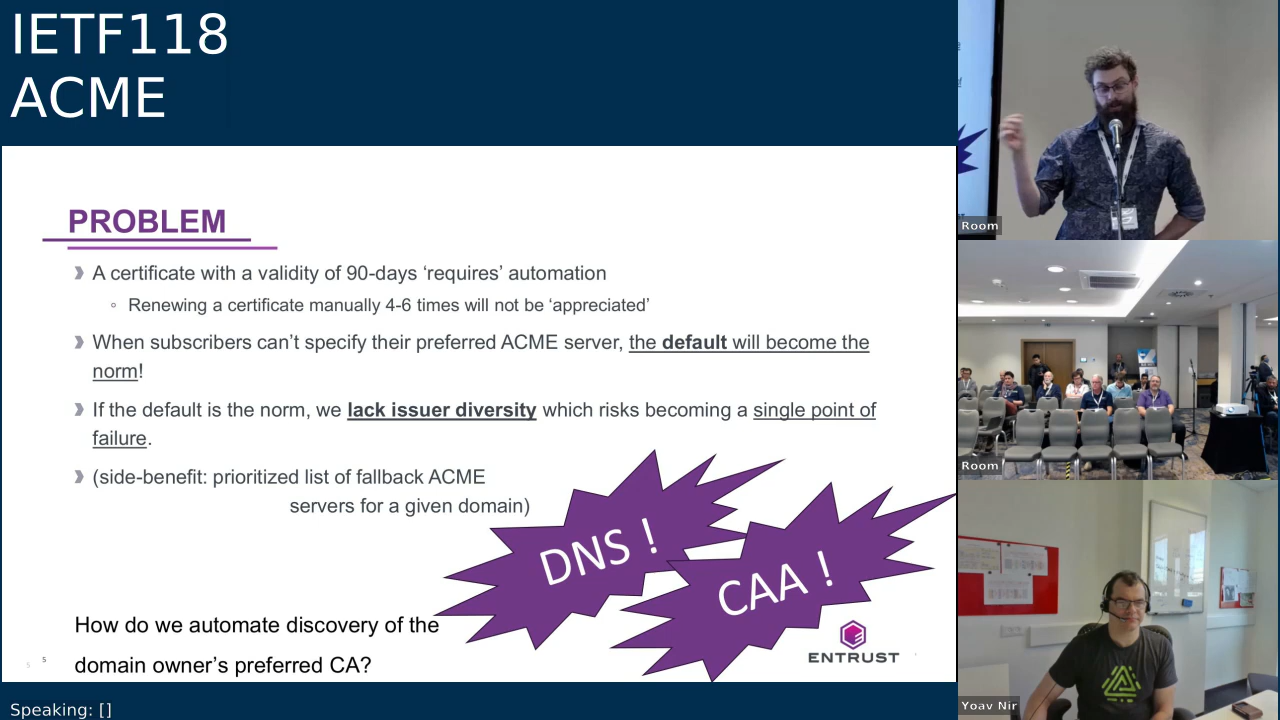 IETF118
ACME
PROBLEM
A certificate with a validity of 90-days ‘requires’ automation
Renewing a certificate manually 4-6 times will not be ‘appreciated’
When subscribers can’t specify their preferred ACME server, the default will become the
norm!
If the default is the norm, we lack issuer diversity which risks becoming a single point of
failure.
(side-benefit: prioritized list of fallback ACME
servers for a given domain)
DNS !
CAA !
How do we automate discovery of the
domain owner’s preferred CA?
5
5
ENTRUST
Speaking: []
Room
Room
Yoav Nir